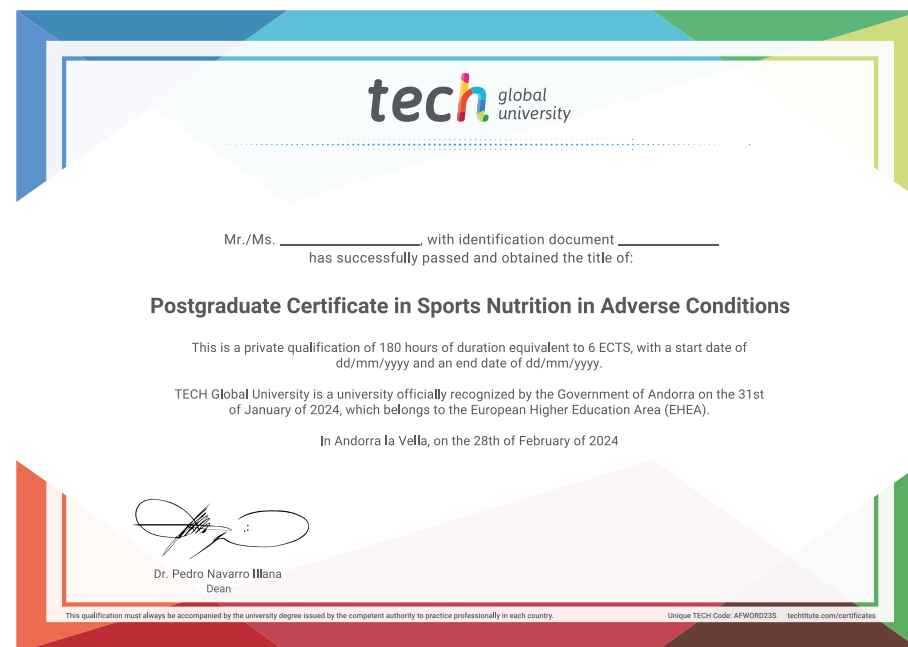 tech global
university
Mr./Ms. ____________, with identification document ____________
has successfully passed and obtained the title of:
Postgraduate Certificate in Sports Nutrition in Adverse Conditions
This is a private qualification of 180 hours of duration equivalent to 6 ECTS, with a start date of
dd/mm/yyyy and an end date of dd/mm/yyyy.
TECH Global University is a university officially recognized by the Government of Andorra on the 31st
of January of 2024, which belongs to the European Higher Education Area (EHEA).
In Andorra la Vella, on the 28th of February of 2024
Dr. Pedro Navarro Illana
Dean
This qualification must always be accompanied by the university degree issued by the competent authority to practice professionally in each country.
Unique TECH Code: AFWORD23S techtitute.com/certificates